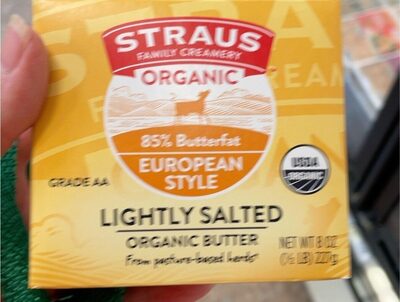 STRAUS
FAMILY CREAMERY
ORGANIC
85% Butterfat
EUROPEAN
STYLE
USDA
ORGANIC
GRADE AA
LIGHTLY SALTED
ORGANIC BUTTER
From pasture-based herds*
NET WT 8 OZ
(½ LB) 227g